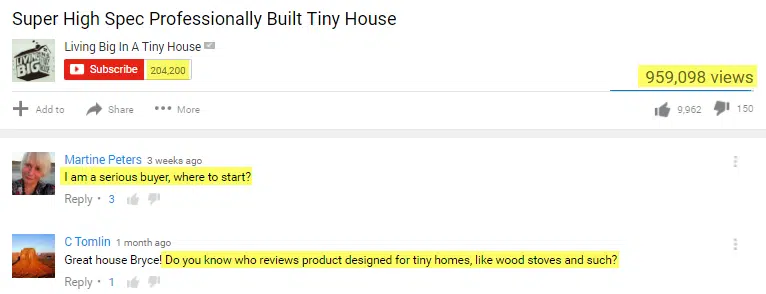 Super High Spec Professionally Built Tiny House
Living Big In A Tiny House
Subscribe 204,200
959,098 views
Add to Share More 9,962 150
Martine Peters 3 weeks ago
I am a serious buyer, where to start?
Reply • 3
C Tomlin 1 month ago
Great house Bryce! Do you know who reviews product designed for tiny homes, like wood stoves and such?
Reply • 1